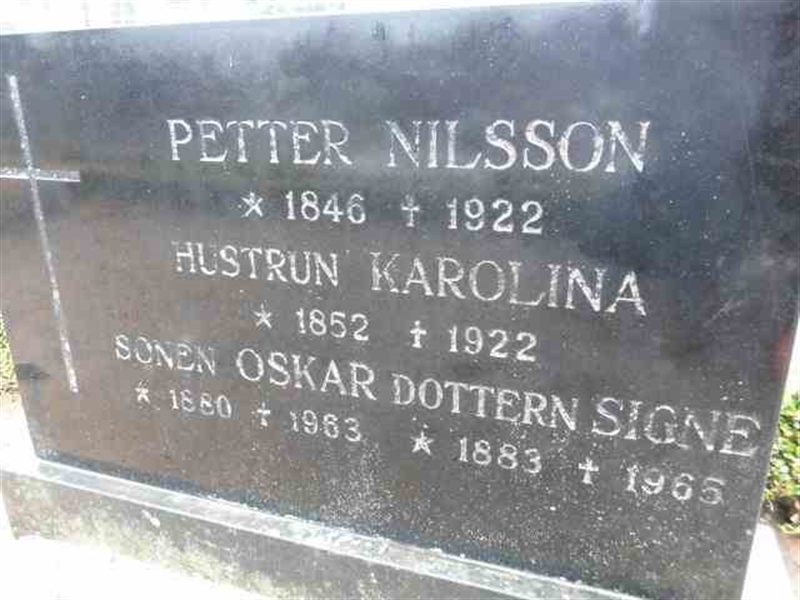 PETTER NILSSON
* 1846 † 1922
HUSTRUN KAROLINA
* 1852 † 1922
SONEN OSKAR DOTTERN SIGNE
* 1880 † 1963 * 1883 † 1965